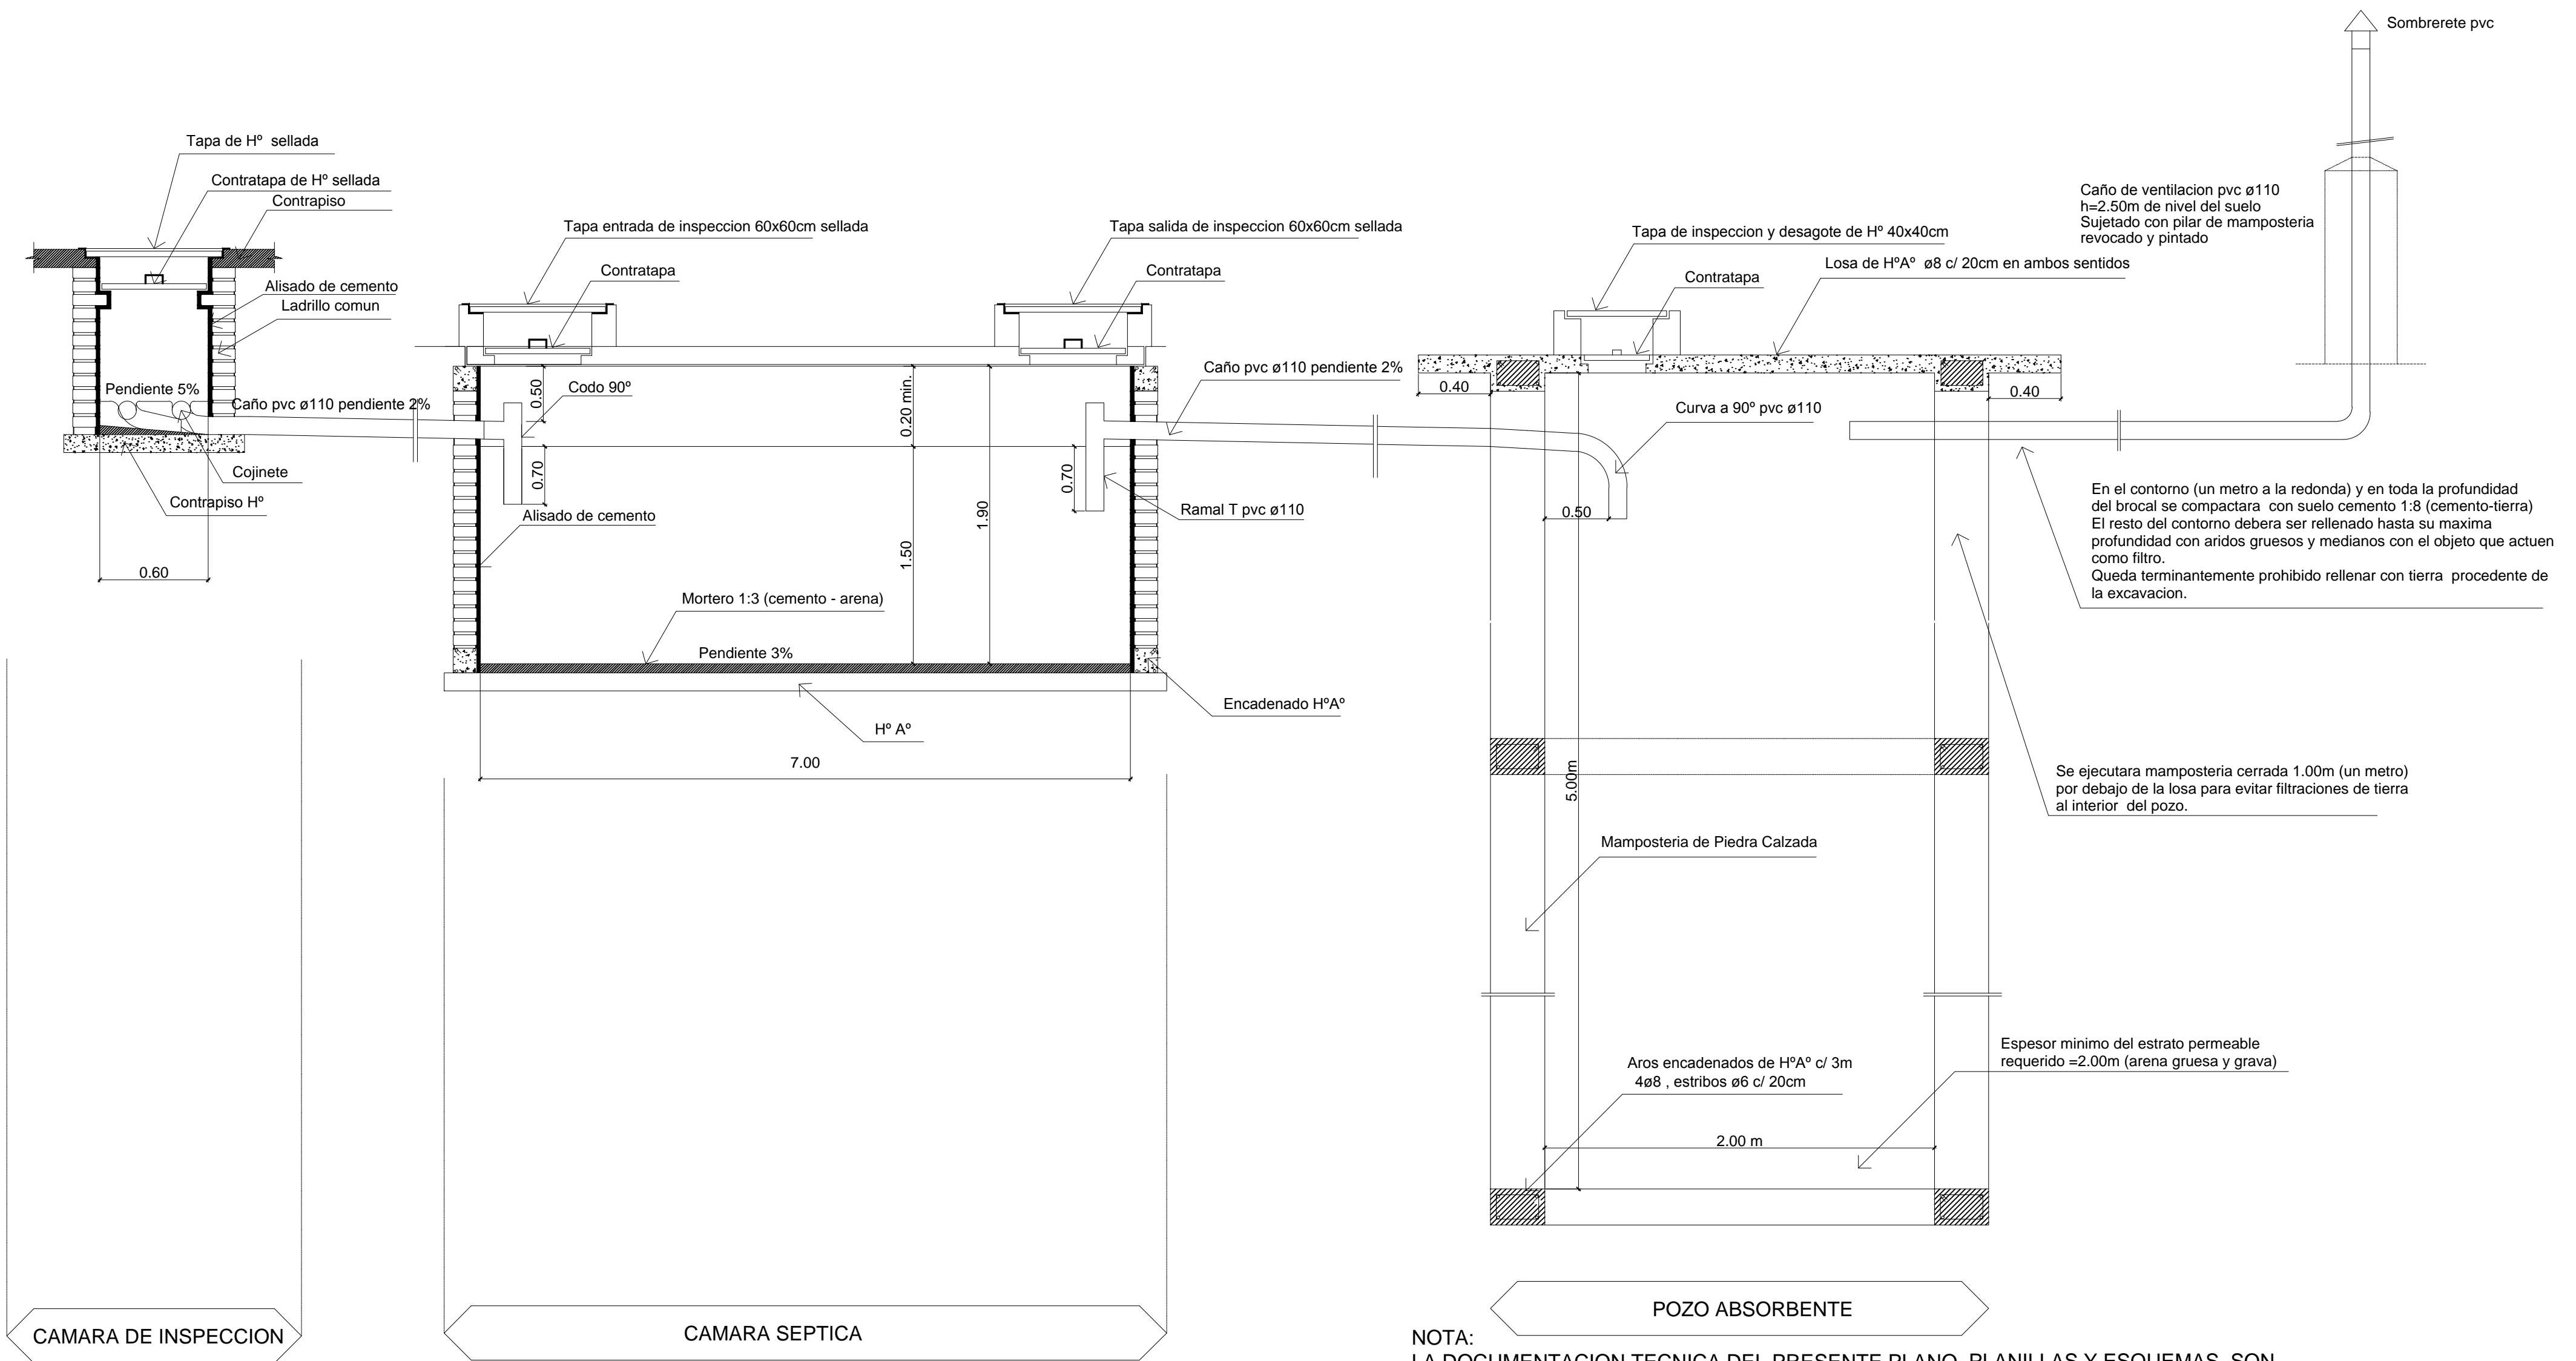 Sombrerete pvc
Tapa de Hº  sellada
Contratapa de Hº sellada
Contrapiso
Alisado de cemento
Ladrillo comun
Pendiente 5%
Caño pvc ø110 pendiente 2%
Cojinete
Contrapiso Hº
0.60
CAMARA DE INSPECCION
Tapa entrada de inspeccion 60x60cm sellada
Contratapa
Tapa salida de inspeccion 60x60cm sellada
Contratapa
0.50
Codo 90º
0.20 min.
0.70
0.70
1.90
1.50
Alisado de cemento
Ramal T pvc ø110
Mortero 1:3 (cemento - arena)
Pendiente 3%
Encadenado HºAº
Hº Aº
7.00
CAMARA SEPTICA
Caño pvc ø110 pendiente 2%
Tapa de inspeccion y desagote de Hº 40x40cm
Losa de HºAº  ø8 c/ 20cm en ambos sentidos
Contratapa
0.40
0.40
Curva a 90º pvc ø110
0.50
Caño de ventilacion pvc ø110
h=2.50m de nivel del suelo
Sujetado con pilar de mamposteria
revocado y pintado
En el contorno (un metro a la redonda) y en toda la profundidad
del brocal se compactara  con suelo cemento 1:8 (cemento-tierra)
El resto del contorno debera ser rellenado hasta su maxima
profundidad con aridos gruesos y medianos con el objeto que actuen
como filtro.
Queda terminantemente prohibido rellenar con tierra  procedente de
la excavacion.
Se ejecutara mamposteria cerrada 1.00m (un metro)
por debajo de la losa para evitar filtraciones de tierra
al interior  del pozo.
5.00m
Mamposteria de Piedra Calzada
Aros encadenados de HºAº c/ 3m
4ø8 , estribos ø6 c/ 20cm
Espesor minimo del estrato permeable
requerido =2.00m (arena gruesa y grava)
2.00 m
POZO ABSORBENTE
NOTA:
LA DOCUMENTACION TECNICA DEL PRESENTE PLANO, PLANILLAS Y ESQUEMAS, SON